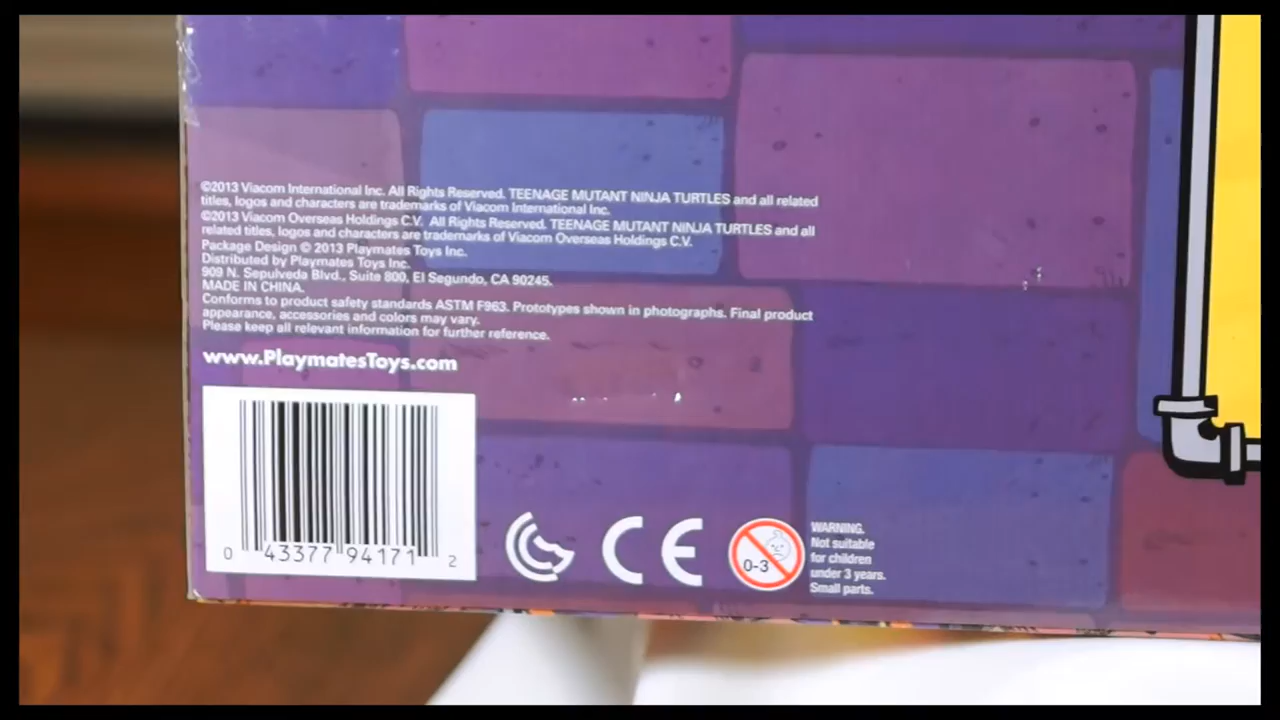 ©2013 Viacom International Inc. All Rights Reserved. TEENAGE MUTANT NINJA TURTLES and all related
titles, logos and characters are trademarks of Viacom International Inc.
©2013 Viacom Overseas Holdings C.V. All Rights Reserved. TEENAGE MUTANT NINJA TURTLES and all
related titles, logos and characters are trademarks of Viacom Overseas Holdings C.V.
Package Design © 2013 Playmates Toys Inc.
Distributed by Playmates Toys Inc.
909 N. Sepulveda Blvd., Suite 800, El Segundo, CA 90245.
MADE IN CHINA.
Conforms to product safety standards ASTM F963. Prototypes shown in photographs. Final product
appearance, accessories and colors may vary.
Please keep all relevant information for further reference.
www.PlaymatesToys.com
0 43377 94171 2
CE
0-3
WARNING.
Not suitable
for children
under 3 years.
Small parts.